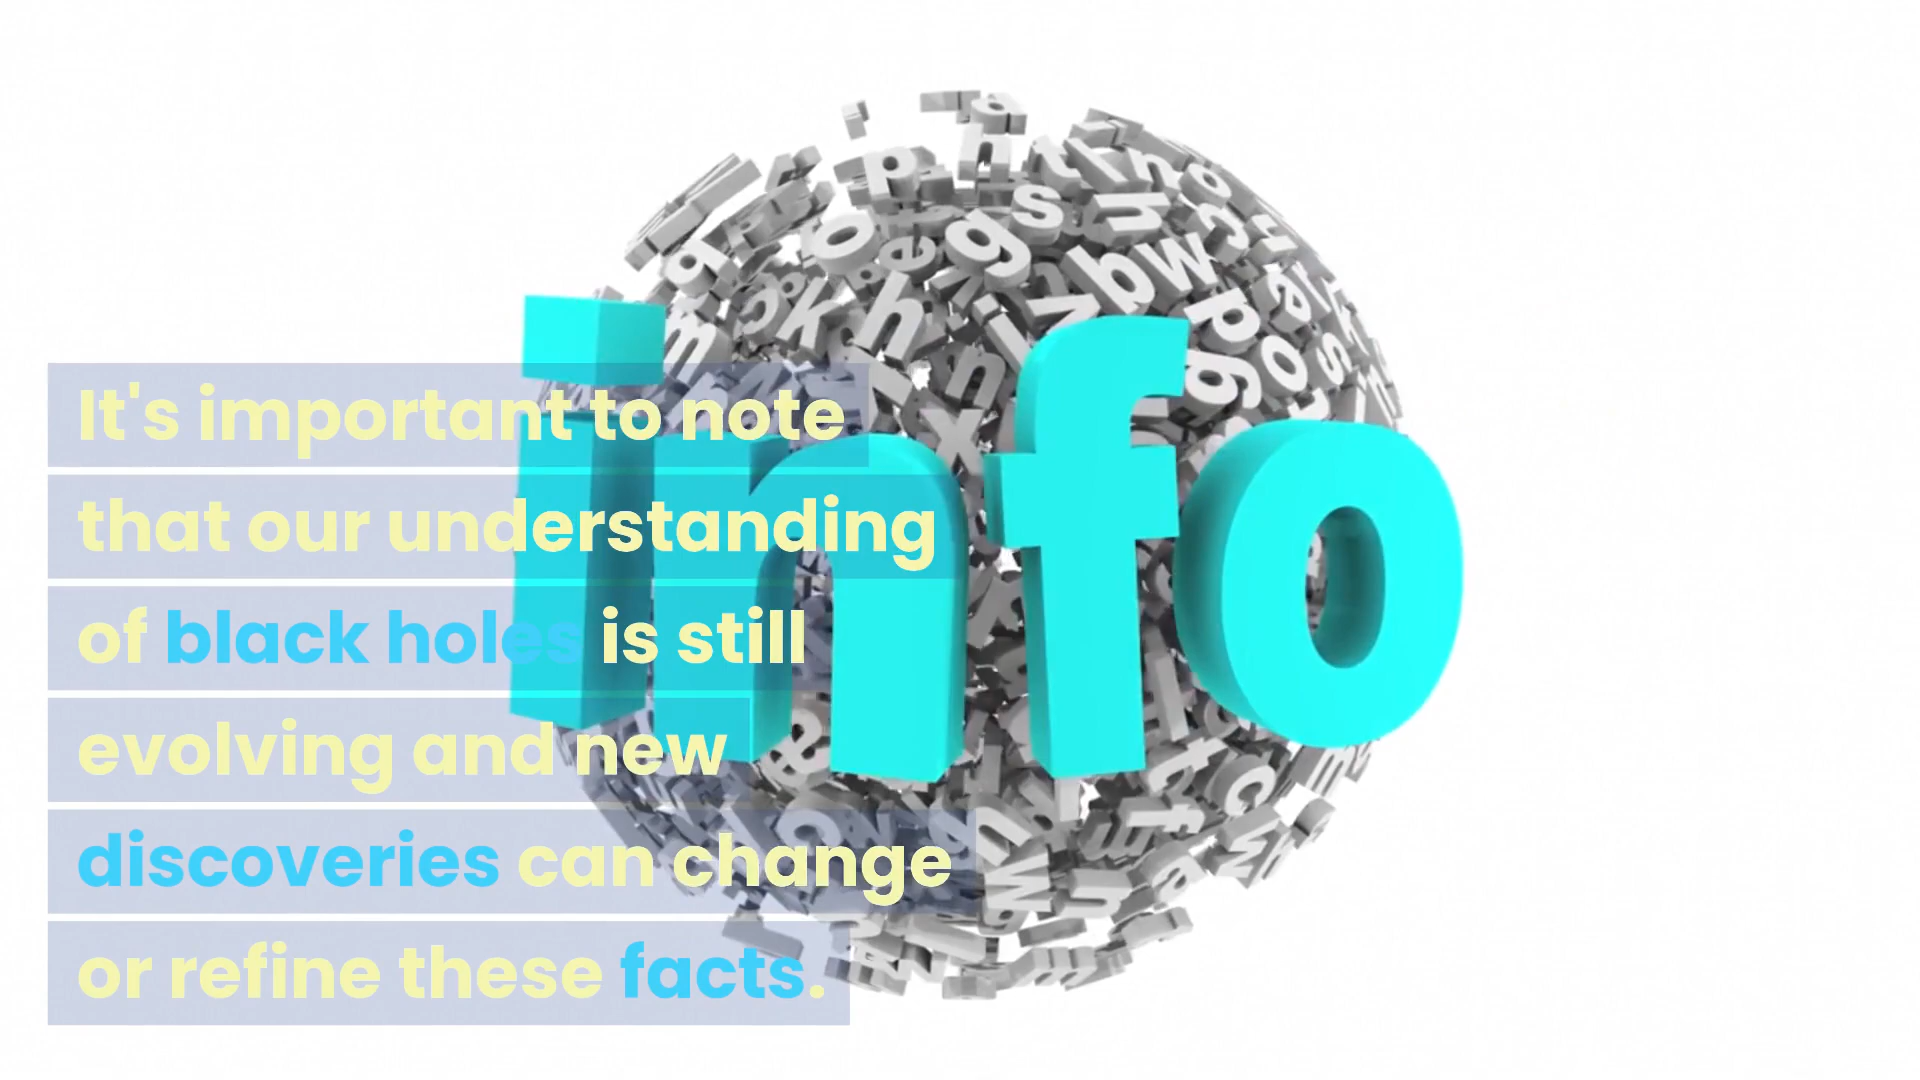 info
It's important to note
that our understanding
of black holes is still
evolving and new
discoveries can change
or refine these facts.